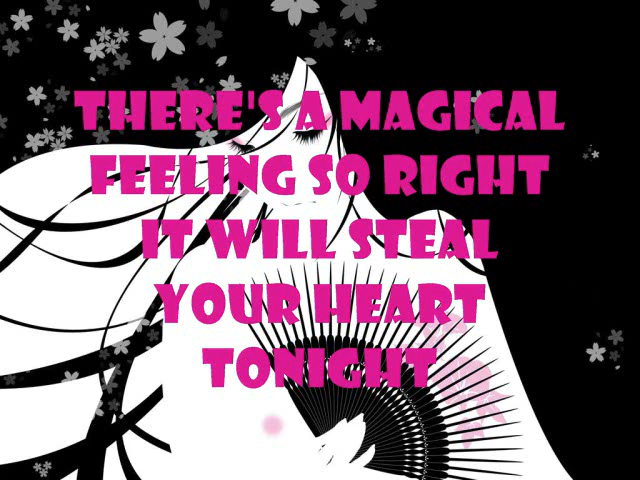 THERE'S A MAGICAL
FEELING SO RIGHT
IT WILL STEAL
YOUR HEART
TONIGHT